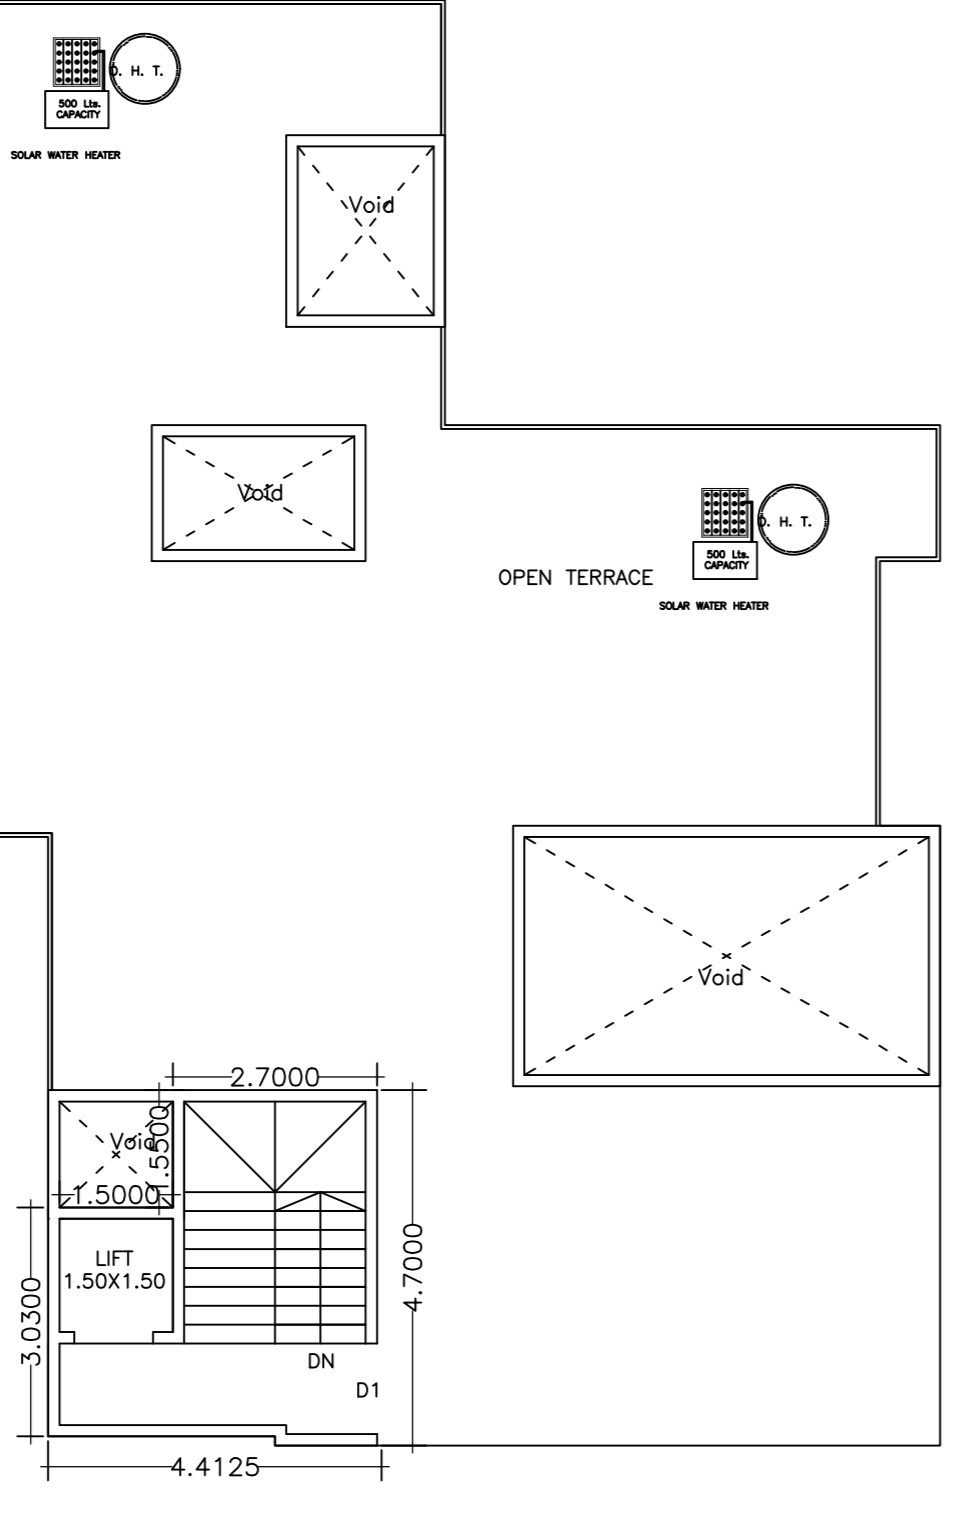 D. H. T.
500 Lts.
CAPACITY
SOLAR WATER HEATER
Void
Void
D. H. T.
500 Lts.
CAPACITY
OPEN TERRACE
SOLAR WATER HEATER
Void
2.7000
Void
1.5500
1.5000
4.7000
LIFT
1.50X1.50
3.0300
DN
D1
4.4125